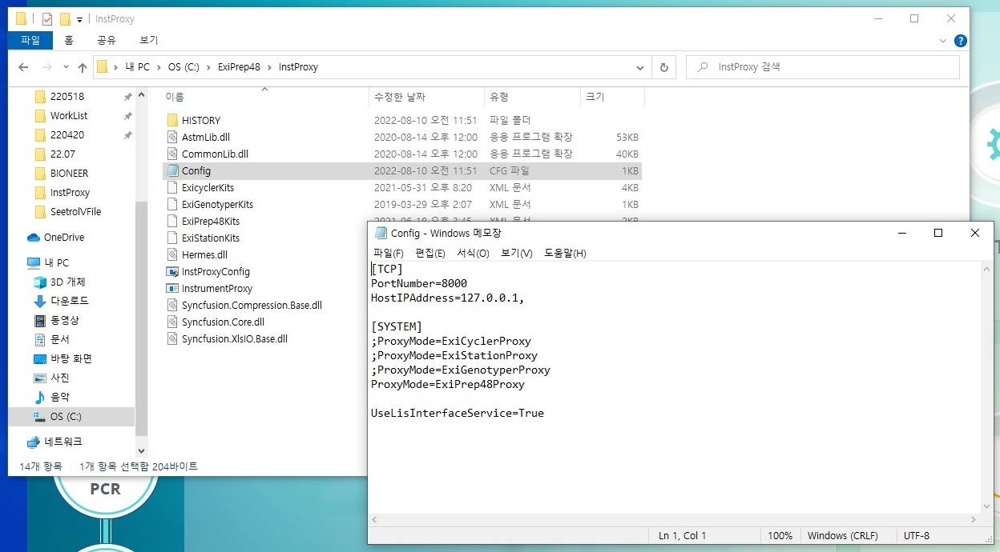 InstProxy
파일 홈 공유 보기
내 PC OS (C:) ExiPrep48 InstProxy InstProxy 검색
220518
WorkList
220420
22.07
BIONEER
InstProxy
SeetrolVFile
OneDrive
내 PC
3D 개체
다운로드
동영상
문서
바탕 화면
사진
음악
OS (C:)
네트워크
이름 수정한 날짜 유형 크기
HISTORY 2022-08-10 오전 11:51 파일 폴더
AstmLib.dll 2020-08-14 오후 12:00 응용 프로그램 확장 53KB
CommonLib.dll 2020-08-14 오후 12:00 응용 프로그램 확장 40KB
Config 2022-08-10 오전 11:51 CFG 파일 1KB
ExicyclerKits 2021-05-31 오후 8:20 XML 문서 4KB
ExiGenotyperKits 2019-03-29 오후 2:07 XML 문서 1KB
ExiPrep48Kits 2021-06-18 오후 3:45 XML 문서 2KB
ExiStationKits
Hermes.dll
InstProxyConfig
InstrumentProxy
Syncfusion.Compression.Base.dll
Syncfusion.Core.dll
Syncfusion.XlsIO.Base.dll
14개 항목 1개 항목 선택함 204바이트
Config - Windows 메모장
파일(F) 편집(E) 서식(O) 보기(V) 도움말(H)
[TCP]
PortNumber=8000
HostIPAddress=127.0.0.1,
[SYSTEM]
;ProxyMode=ExiCyclerProxy
;ProxyMode=ExiStationProxy
;ProxyMode=ExiGenotyperProxy
ProxyMode=ExiPrep48Proxy
UseLisInterfaceService=True
Ln 1, Col 1 100% Windows (CRLF) UTF-8
PCR